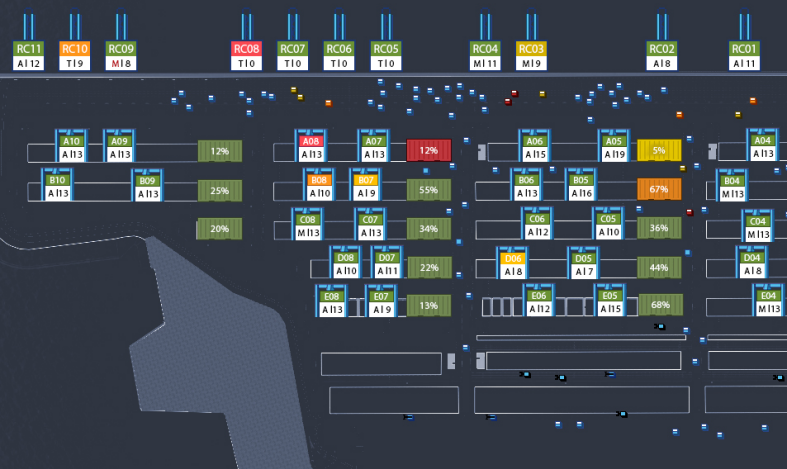 RC11 RC10 RC09 RC08 RC07 RC06 RC05 RC04 RC03 RC02 RC01
A|12 T|9 M|8 T|0 T|0 T|0 T|0 M|11 M|9 A|8 A|11
A10 A09 A08 A07 A06 A05 A04
A|13 A|13 12% A|13 A|13 12% A|15 A|19 5% A|13
B10 B09 B08 B07 B06 B05 B04
A|13 A|13 25% A|10 A|9 55% A|13 A|16 67% M|13
C08 C07 C06 C05 C04
20% M|13 A|13 34% A|12 A|10 36% M|13
D08 D07 D06 D05 D04
A|10 A|11 22% A|8 A|7 44% A|8
E08 E07 E06 E05 E04
A|13 A|9 13% A|12 A|15 68% M|13